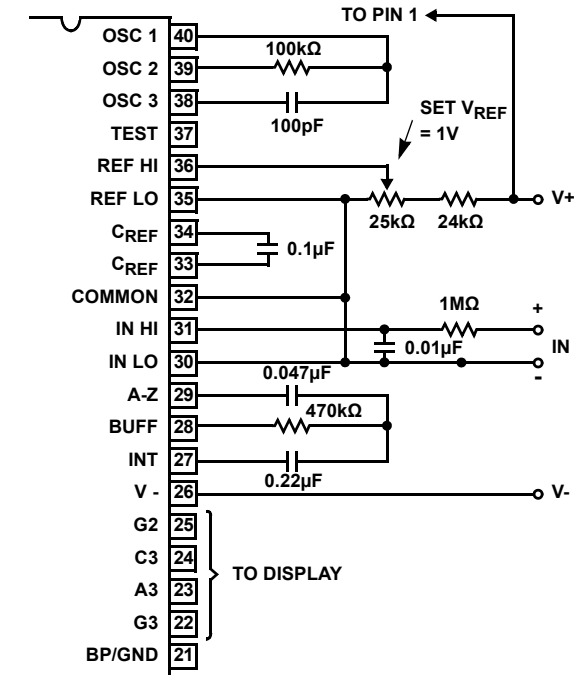 TO PIN 1
OSC 1 40
100kΩ
OSC 2 39
OSC 3 38
100pF
SET VREF
= 1V
TEST 37
REF HI 36
REF LO 35
V+
25kΩ 24kΩ
CREF 34
0.1µF
CREF 33
COMMON 32
1MΩ
+
IN HI 31
0.01µF
IN
IN LO 30
-
0.047µF
A-Z 29
470kΩ
BUFF 28
INT 27
0.22µF
V - 26
V-
G2 25
C3 24
TO DISPLAY
A3 23
G3 22
BP/GND 21